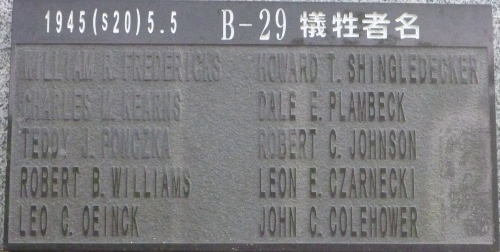 1945(s20)5.5 B-29 犠牲者名
WILLIAM R. FREDERICKS HOWARD T. SHINGLEDECKER
CHARLES M. KEARNS DALE E. PLAMBECK
TEDDY J. PONCZKA ROBERT C. JOHNSON
ROBERT B. WILLIAMS LEON E. CZARNECKI
LEO C. OEINCK JOHN C. COLEHOWER